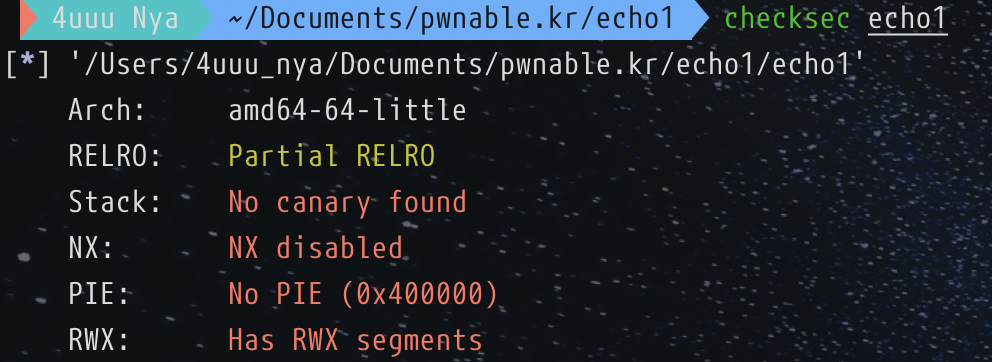 4uuu Nya ~/Documents/pwnable.kr/echo1 checksec echo1
[*] '/Users/4uuu_nya/Documents/pwnable.kr/echo1/echo1'
Arch: amd64-64-little
RELRO: Partial RELRO
Stack: No canary found
NX: NX disabled
PIE: No PIE (0x400000)
RWX: Has RWX segments